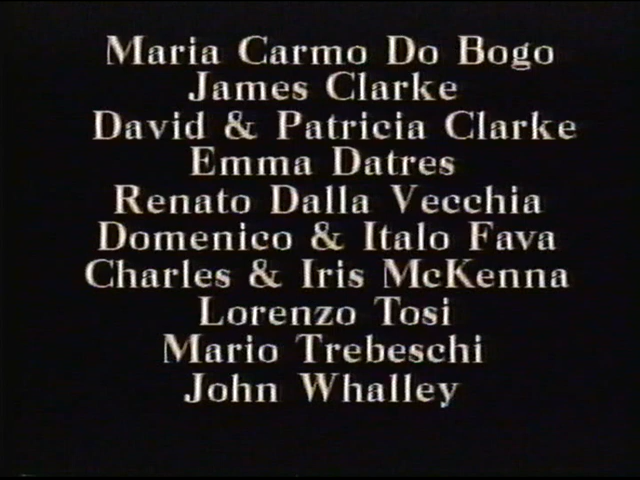 Maria Carmo Do Bogo
James Clarke
David & Patricia Clarke
Emma Datres
Renato Dalla Vecchia
Domenico & Italo Fava
Charles & Iris McKenna
Lorenzo Tosi
Mario Trebeschi
John Whalley